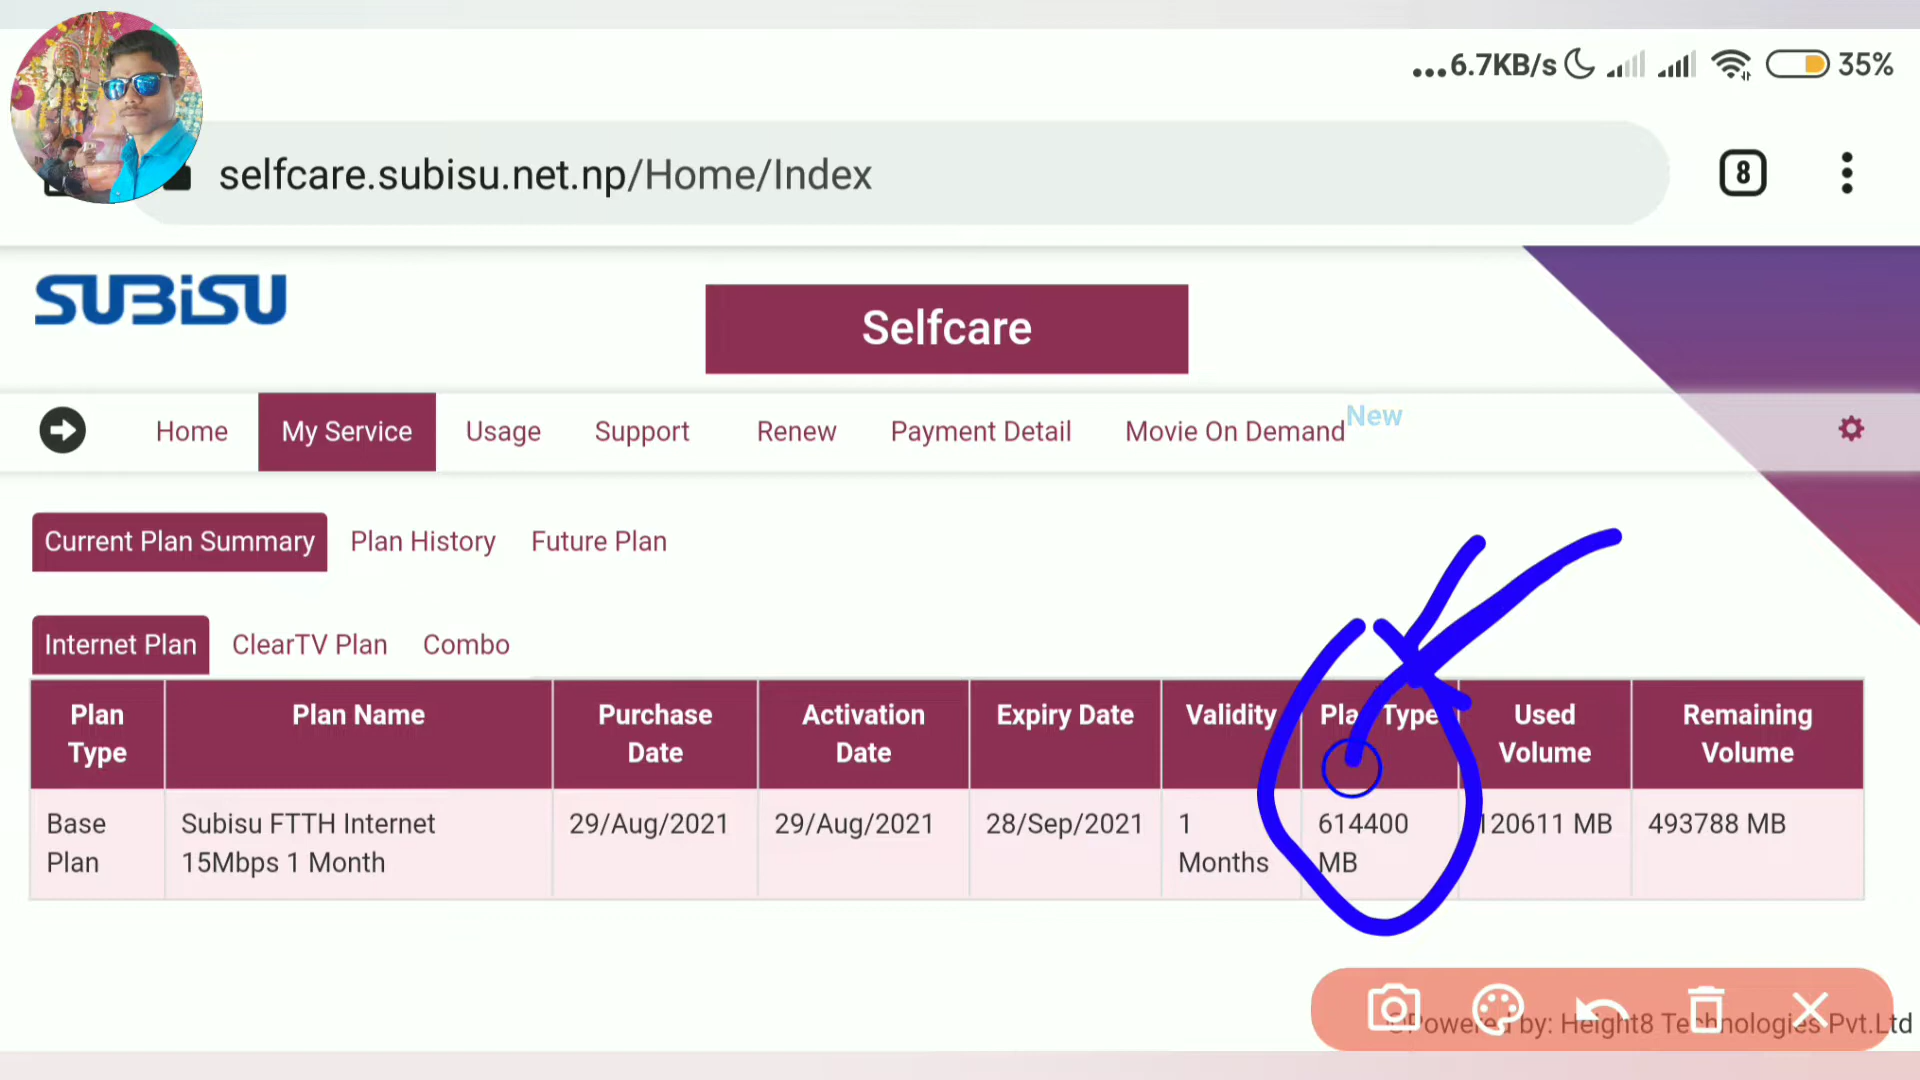 ...6.7KB/s 35%
selfcare.subisu.net.np/Home/Index 8
SUBiSU
Selfcare
Home My Service Usage Support Renew Payment Detail Movie On Demand New
Current Plan Summary Plan History Future Plan
Internet Plan ClearTV Plan Combo
Plan Type Plan Name Purchase Date Activation Date Expiry Date Validity Plan Type Used Volume Remaining Volume
Base Plan Subisu FTTH Internet 15Mbps 1 Month 29/Aug/2021 29/Aug/2021 28/Sep/2021 1 Months 614400 MB 120611 MB 493788 MB
©Powered by: Height8 Technologies Pvt.Ltd